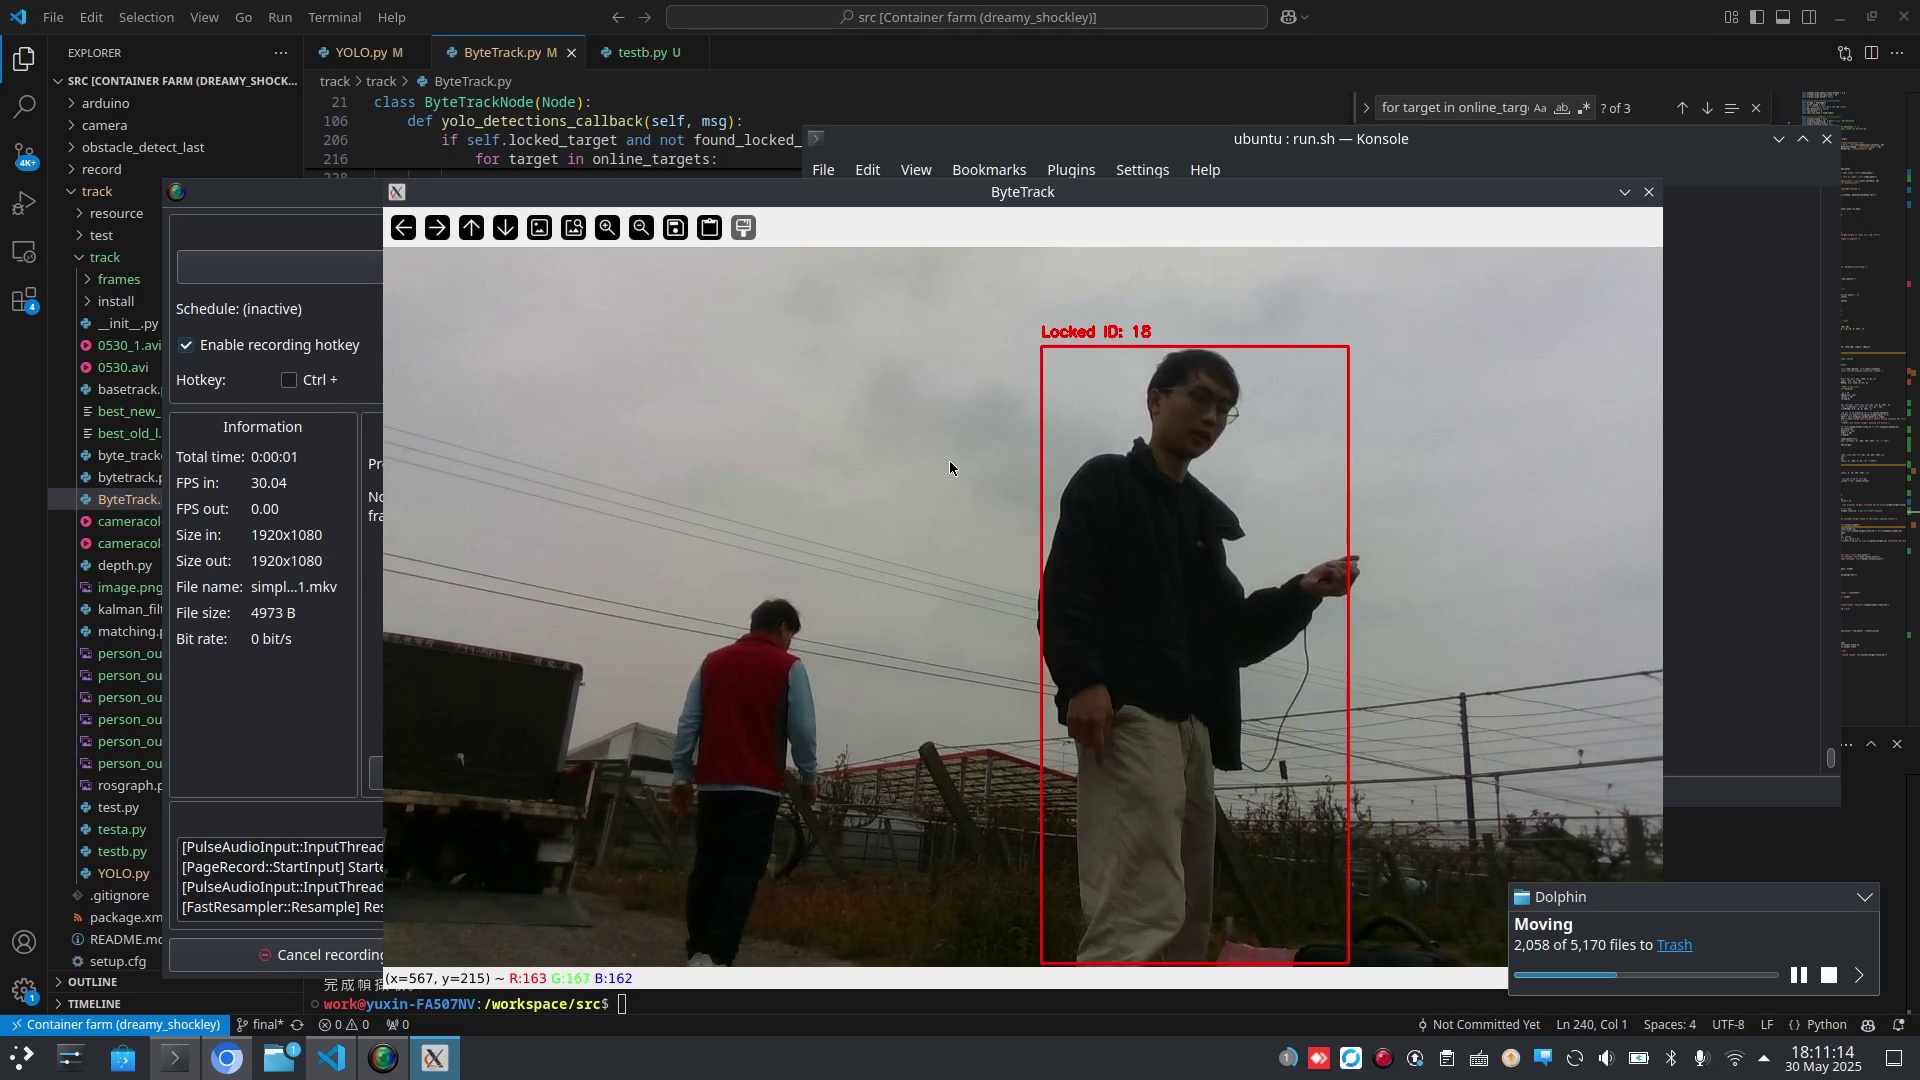 File Edit Selection View Go Run Terminal Help
src [Container farm (dreamy_shockley)]
EXPLORER
YOLO.py M
ByteTrack.py M
testb.py U
SRC [CONTAINER FARM (DREAMY_SHOCK...
track > track > ByteTrack.py
arduino
camera
obstacle_detect_last
record
track
resource
test
track
frames
install
__init__.py
0530_1.avi
0530.avi
basetrack.
best_new_
best_old_l.
byte_track
bytetrack.p
ByteTrack.
cameracol
cameracol
depth.py
image.png
kalman_filt
matching.p
person_ou
person_ou
person_ou
person_ou
person_ou
person_ou
rosgraph.p
test.py
testa.py
testb.py
YOLO.py
.gitignore
package.xm
README.md
setup.cfg
OUTLINE
TIMELINE
4K+
4
1
21 class ByteTrackNode(Node):
106 def yolo_detections_callback(self, msg):
206 if self.locked_target and not found_locked_
216 for target in online_targets:
for target in online_targ
Aa ab
? of 3
ubuntu : run.sh — Konsole
File Edit View Bookmarks Plugins Settings Help
Schedule: (inactive)
Enable recording hotkey
Hotkey: Ctrl +
Information
Total time: 0:00:01
FPS in: 30.04
FPS out: 0.00
Size in: 1920x1080
Size out: 1920x1080
File name: simpl...1.mkv
File size: 4973 B
Bit rate: 0 bit/s
Pr
No
fra
[PulseAudioInput::InputThread
[PageRecord::StartInput] Starte
[PulseAudioInput::InputThread
[FastResampler::Resample] Res
Cancel recording
ByteTrack
Locked ID: 18
(x=567, y=215) ~ R:163 G:167 B:162
work@yuxin-FA507NV:/workspace/src$
Dolphin
Moving
2,058 of 5,170 files to Trash
Container farm (dreamy_shockley) final* 0 0 0
Not Committed Yet Ln 240, Col 1 Spaces: 4 UTF-8 LF {} Python
1
1
18:11:14
30 May 2025